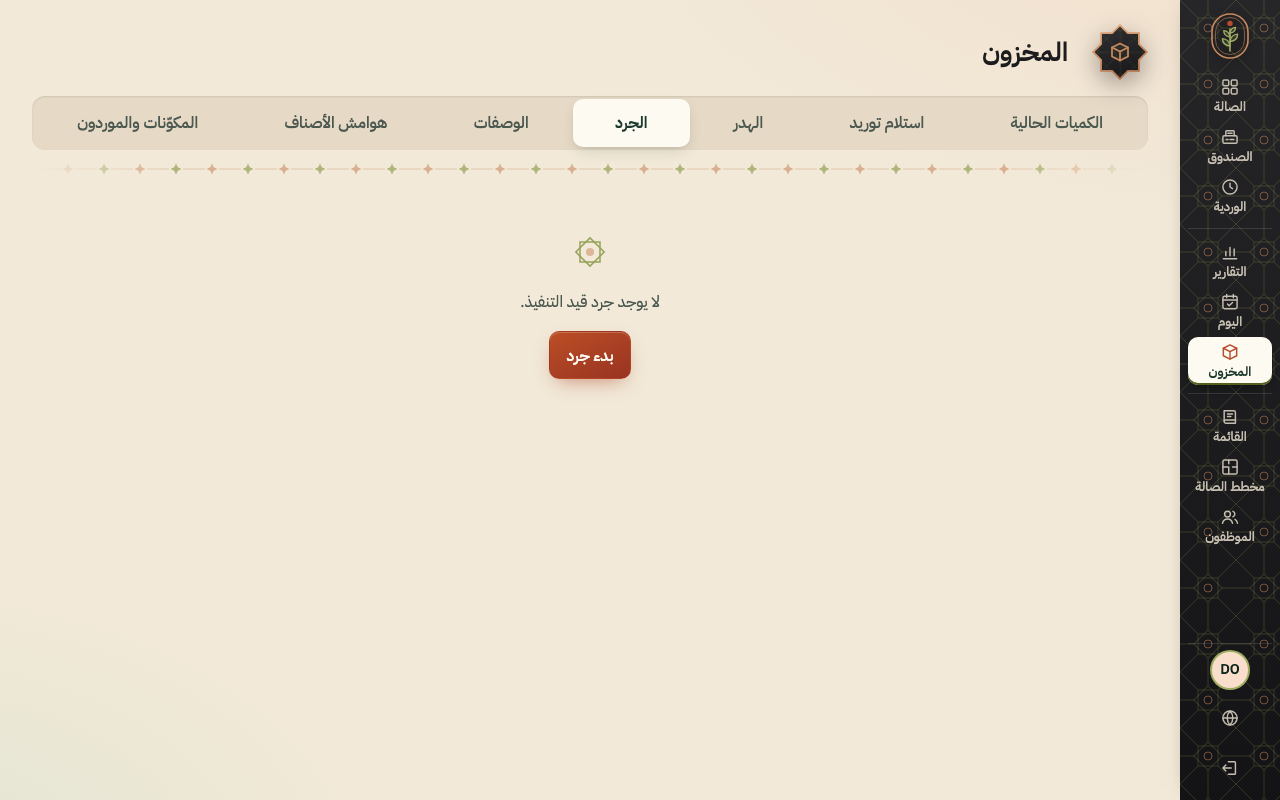 المخزون
الكميات الحالية
استلام توريد
الهدر
الجرد
الوصفات
هوامش الأصناف
المكوّنات والموردون
لا يوجد جرد قيد التنفيذ.
بدء جرد
الصالة
الصندوق
الوردية
التقارير
اليوم
المخزون
القائمة
مخطط الصالة
الموظفون
DO